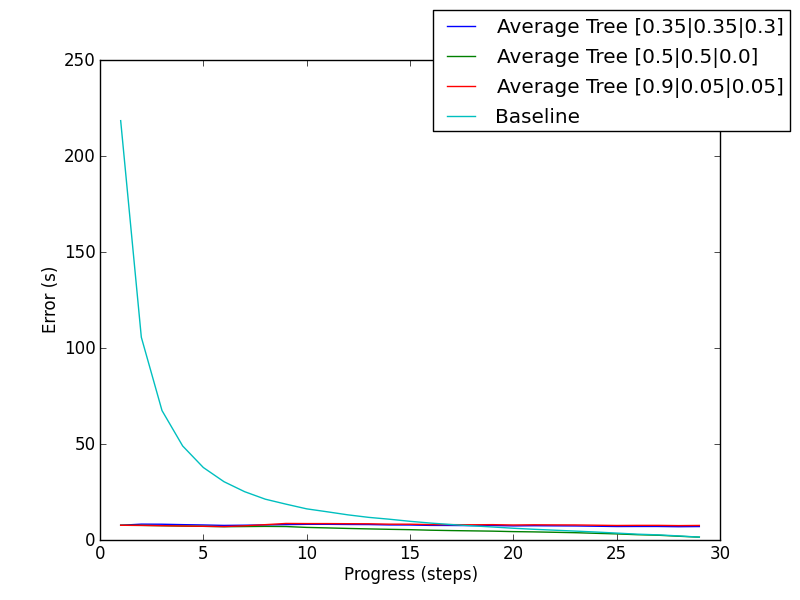 Average Tree [0.35|0.35|0.3]
Average Tree [0.5|0.5|0.0]
Average Tree [0.9|0.05|0.05]
Baseline
250
200
150
100
50
0
Error (s)
0 5 10 15 20 25 30
Progress (steps)